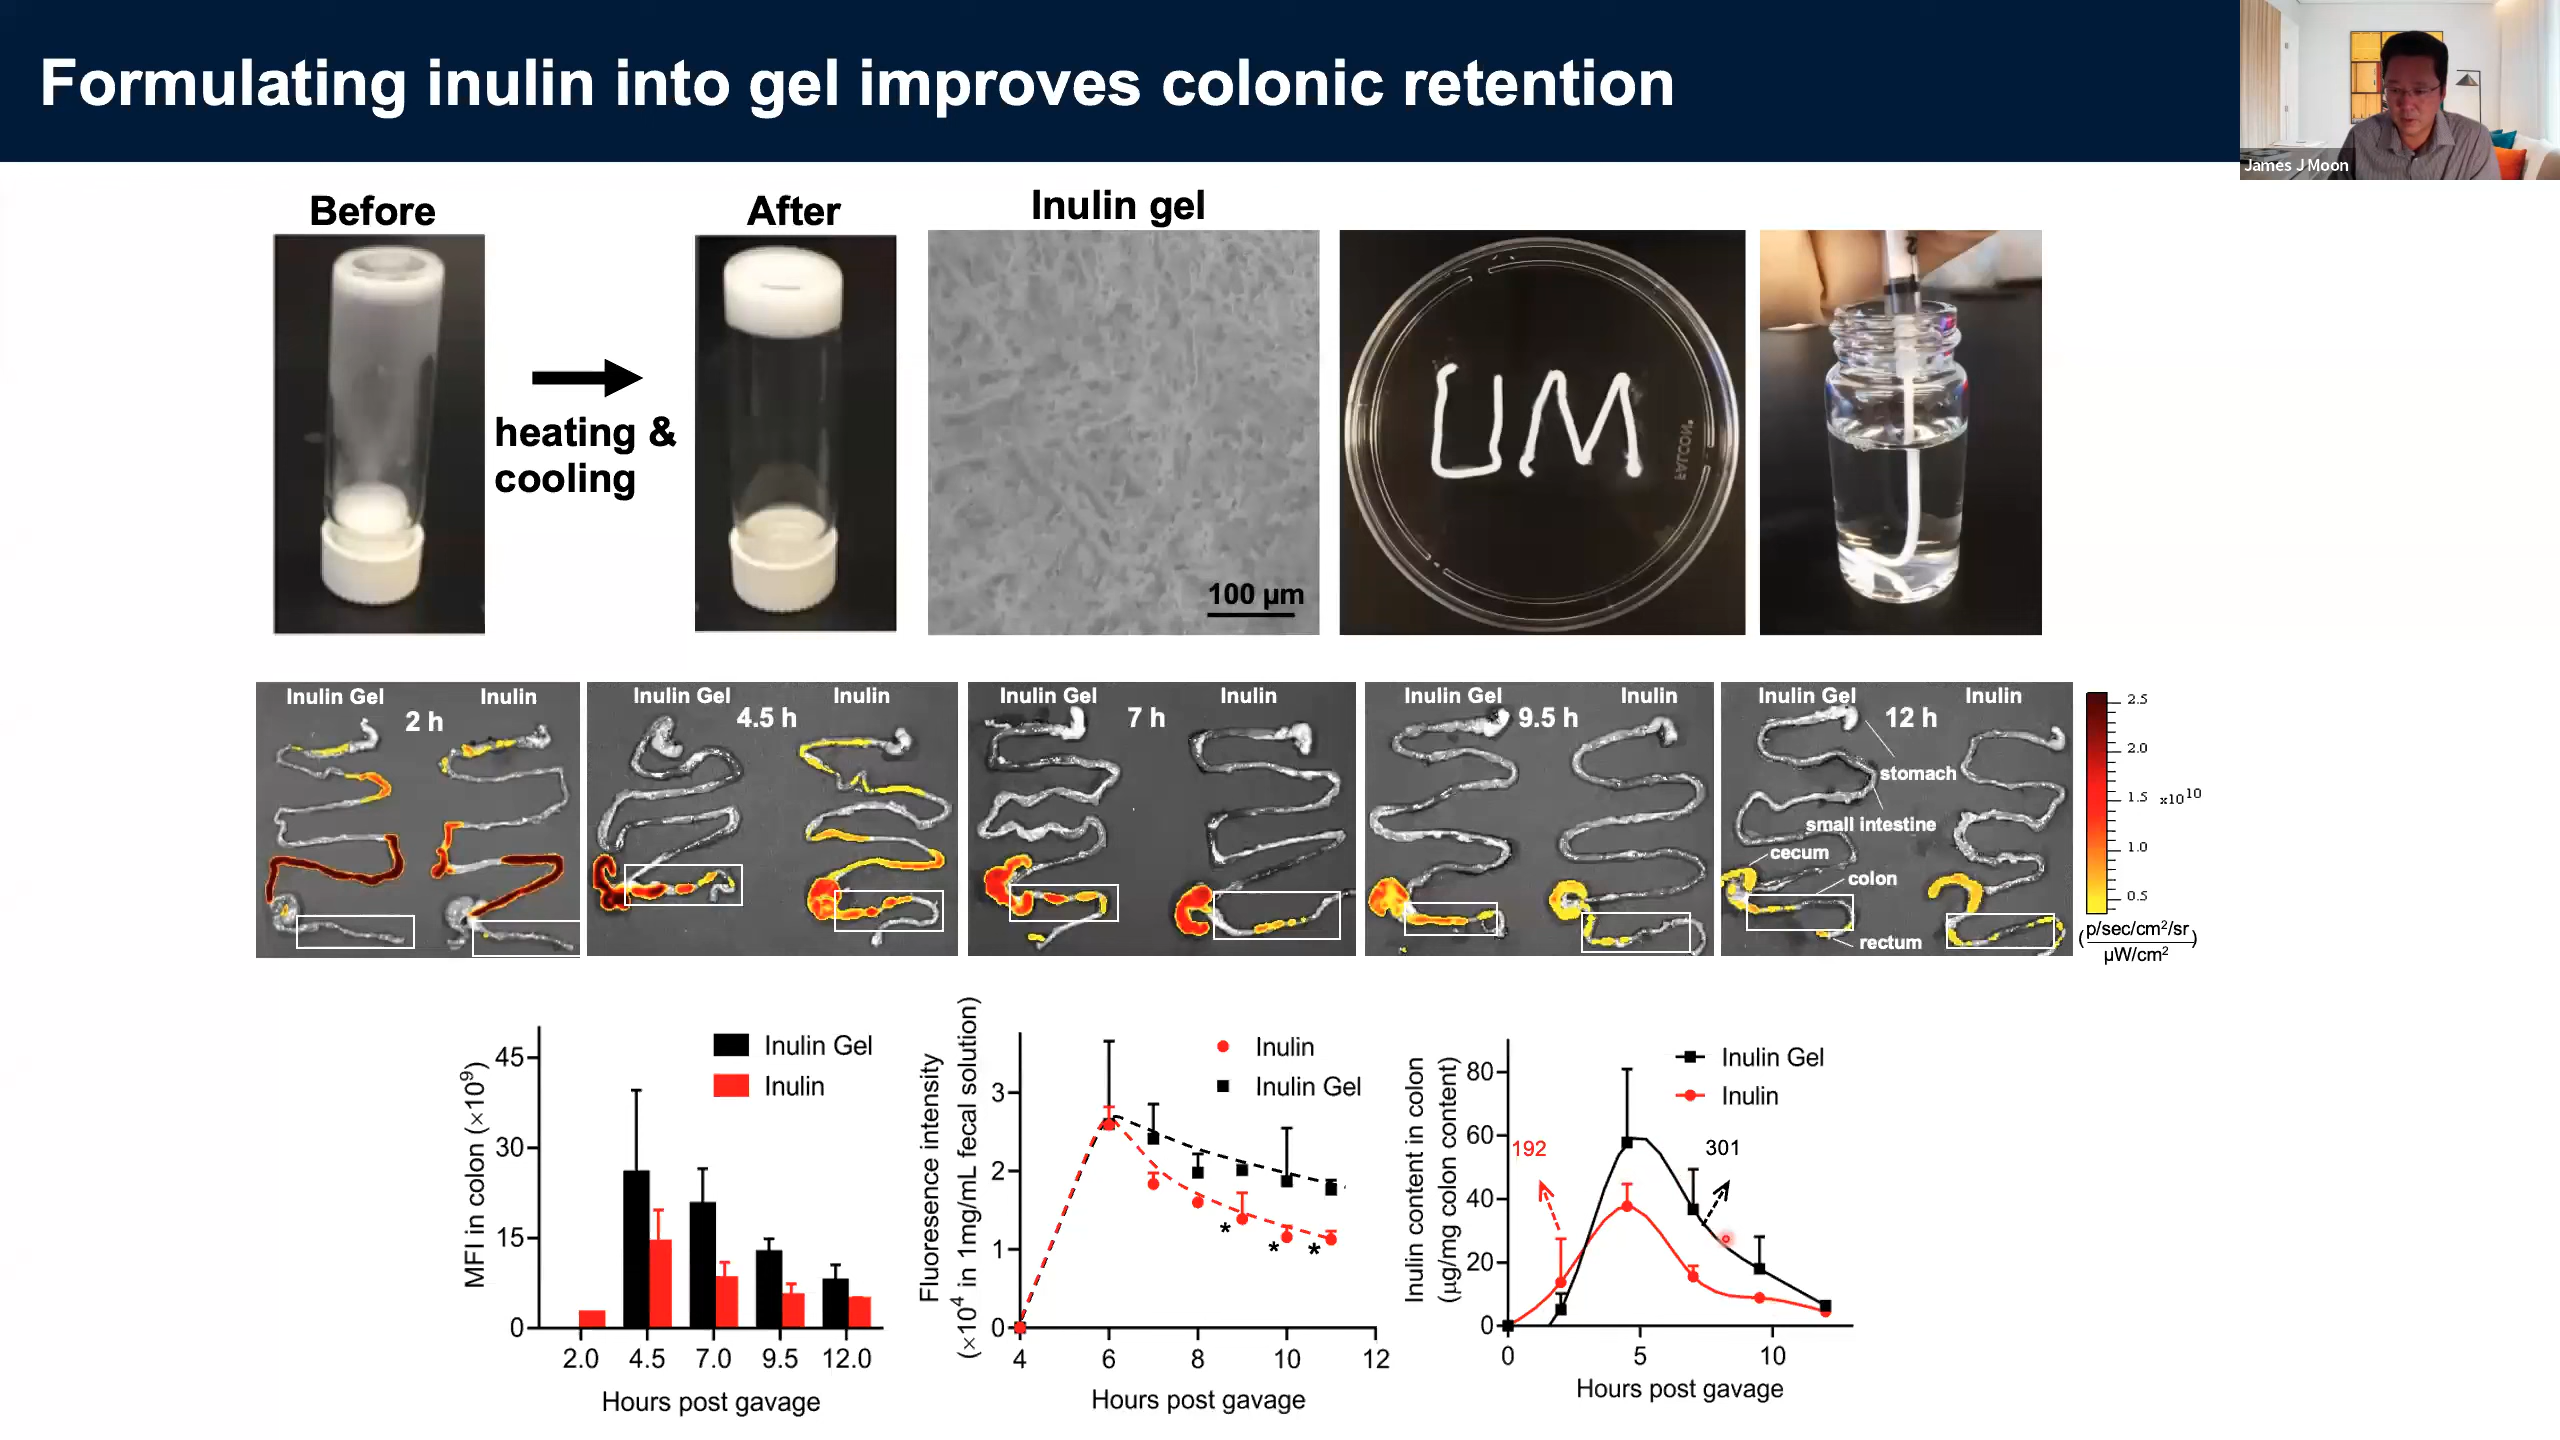 Formulating inulin into gel improves colonic retention
James J Moon
Before
After
Inulin gel
heating &
cooling
100 µm
UM
FALCON
Inulin Gel
2 h
Inulin
Inulin Gel
4.5 h
Inulin
Inulin Gel
7 h
Inulin
Inulin Gel
9.5 h
Inulin
Inulin Gel
12 h
Inulin
stomach
small intestine
cecum
colon
rectum
2.5
2.0
1.5
x10¹⁰
1.0
0.5
(p/sec/cm²/sr)
µW/cm²
MFI in colon (×10⁹)
45
30
15
0
Inulin Gel
Inulin
2.0 4.5 7.0 9.5 12.0
Hours post gavage
Fluoresence intensity
(×10⁴ in 1mg/mL fecal solution)
3
2
1
0
Inulin
Inulin Gel
* * *
4 6 8 10 12
Hours post gavage
Inulin content in colon
(µg/mg colon content)
80
60
40
20
0
Inulin Gel
Inulin
192
301
0 5 10
Hours post gavage